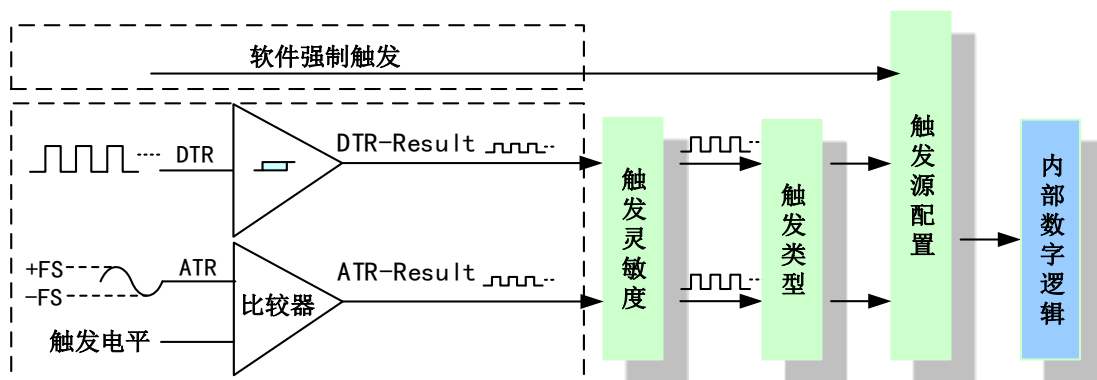 软件强制触发
DTR
DTR-Result
+FS
-FS
ATR
ATR-Result
比较器
触发电平
触发灵敏度
触发类型
触发源配置
内部数字逻辑